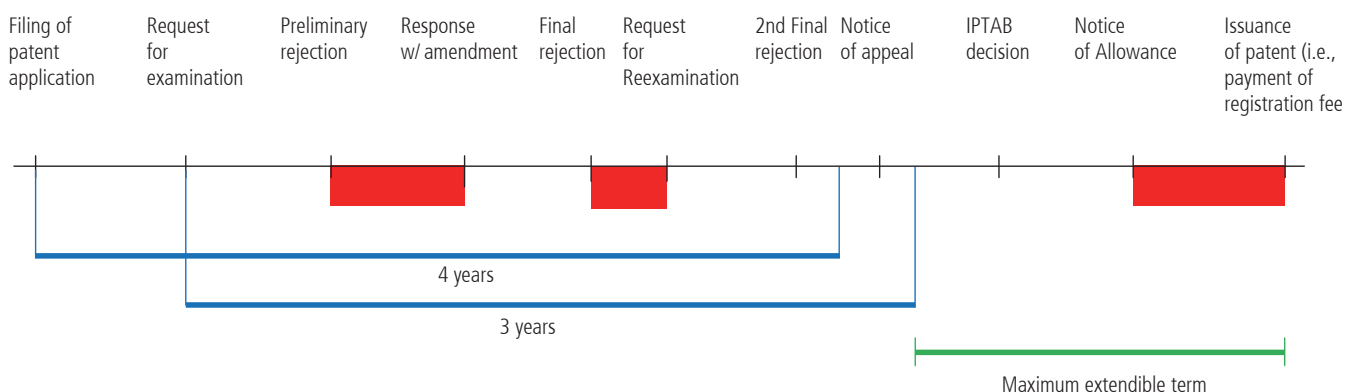 Filing of
patent
application
Request
for
examination
Preliminary
rejection
Response
w/ amendment
Final
rejection
Request
for
Reexamination
2nd Final
rejection
Notice
of appeal
IPTAB
decision
Notice
of Allowance
Issuance
of patent (i.e.,
payment of
registration fee
4 years
3 years
Maximum extendible term